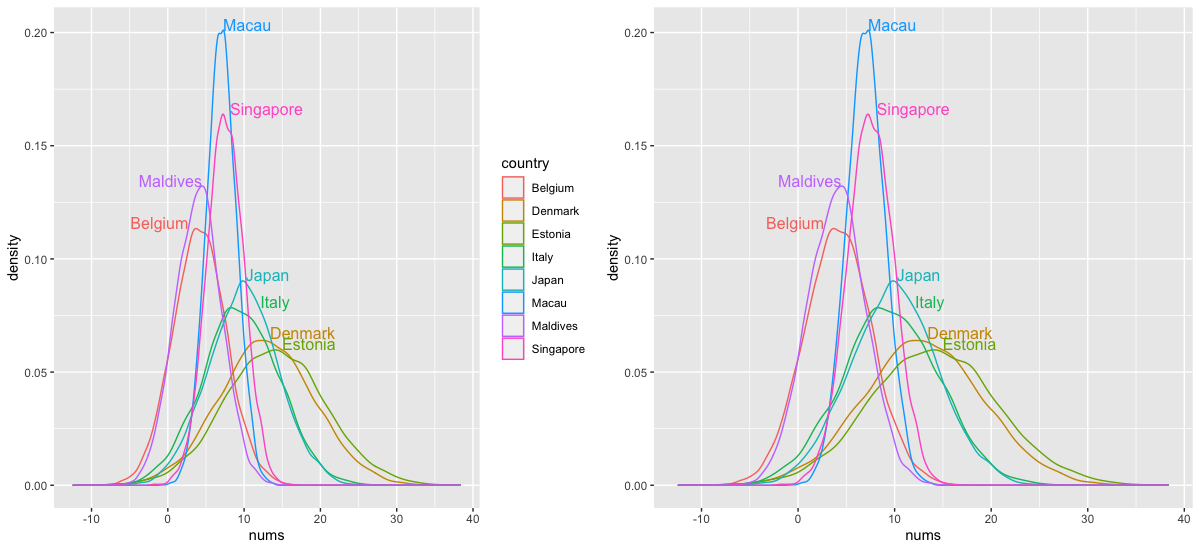 0.20
0.15
0.10
0.05
0.00
density
-10
0
10
20
30
40
nums
Macau
Singapore
Maldives
Belgium
Japan
Italy
Denmark
Estonia
country
Belgium
Denmark
Estonia
Italy
Japan
Macau
Maldives
Singapore
0.20
0.15
0.10
0.05
0.00
density
-10
0
10
20
30
40
nums
Macau
Singapore
Maldives
Belgium
Japan
Italy
Denmark
Estonia